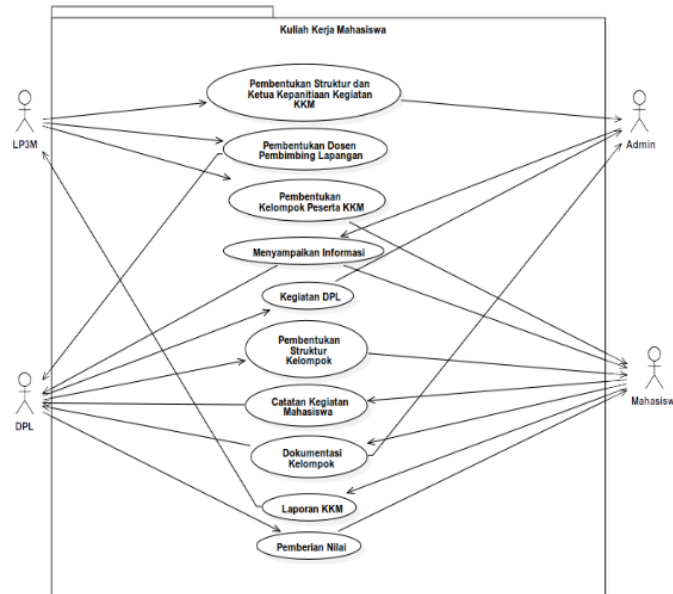 Kuliah Kerja Mahasiswa
Pembentukan Struktur dan
Ketua Kepanitiaan Kegiatan
KKM
LP3M
Admin
Pembentukan Dosen
Pembimbing Lapangan
Pembentukan
Kelompok Peserta KKM
Menyampaikan Informasi
Kegiatan DPL
Pembentukan
Struktur
Kelompok
DPL
Mahasisw
Catatan Kegiatan
Mahasiswa
Dokumentasi
Kelompok
Laporan KKM
Pemberian Nilai